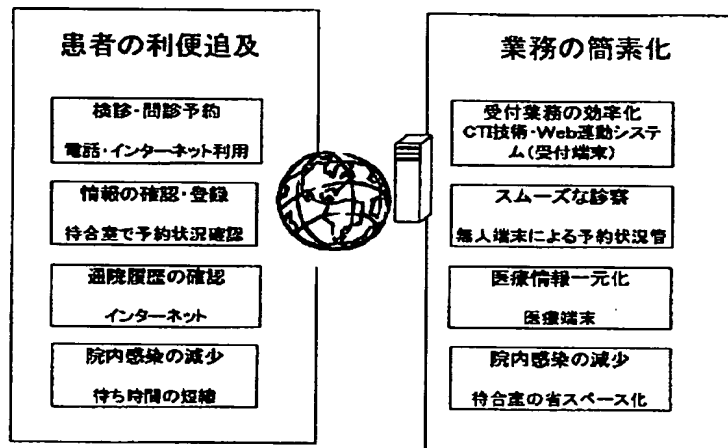 患者の利便追及
検診・問診予約
電話・インターネット利用
情報の確認・登録
待合室で予約状況確認
通院履歴の確認
インターネット
院内感染の減少
待ち時間の短縮
業務の簡素化
受付業務の効率化
CTI技術・Web連動システ
ム(受付端末)
スムーズな診察
無人端末による予約状況管
医療情報一元化
医療端末
院内感染の減少
待合室の省スペース化